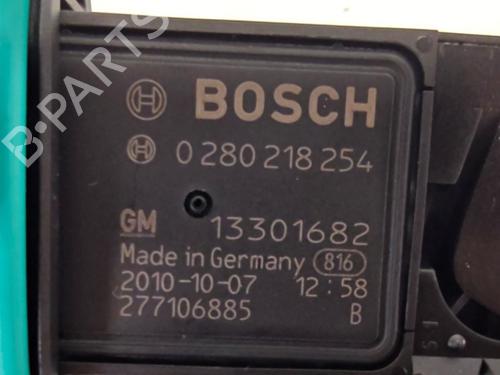 BOSCH
0 280 218 254
GM 13301682
Made in Germany 816
2010-10-07 12:58
277106885 B
B-PARTS